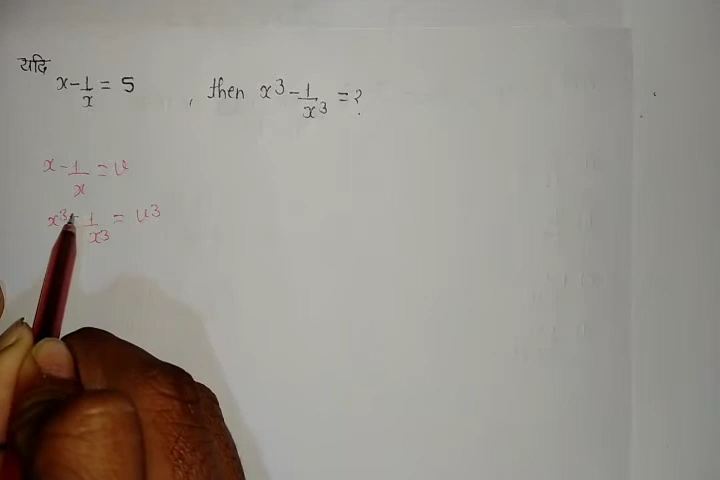 यदि x - 1/x = 5 , then x³ - 1/x³ = ?
x - 1/x = u
x³ - 1/x³ = u³